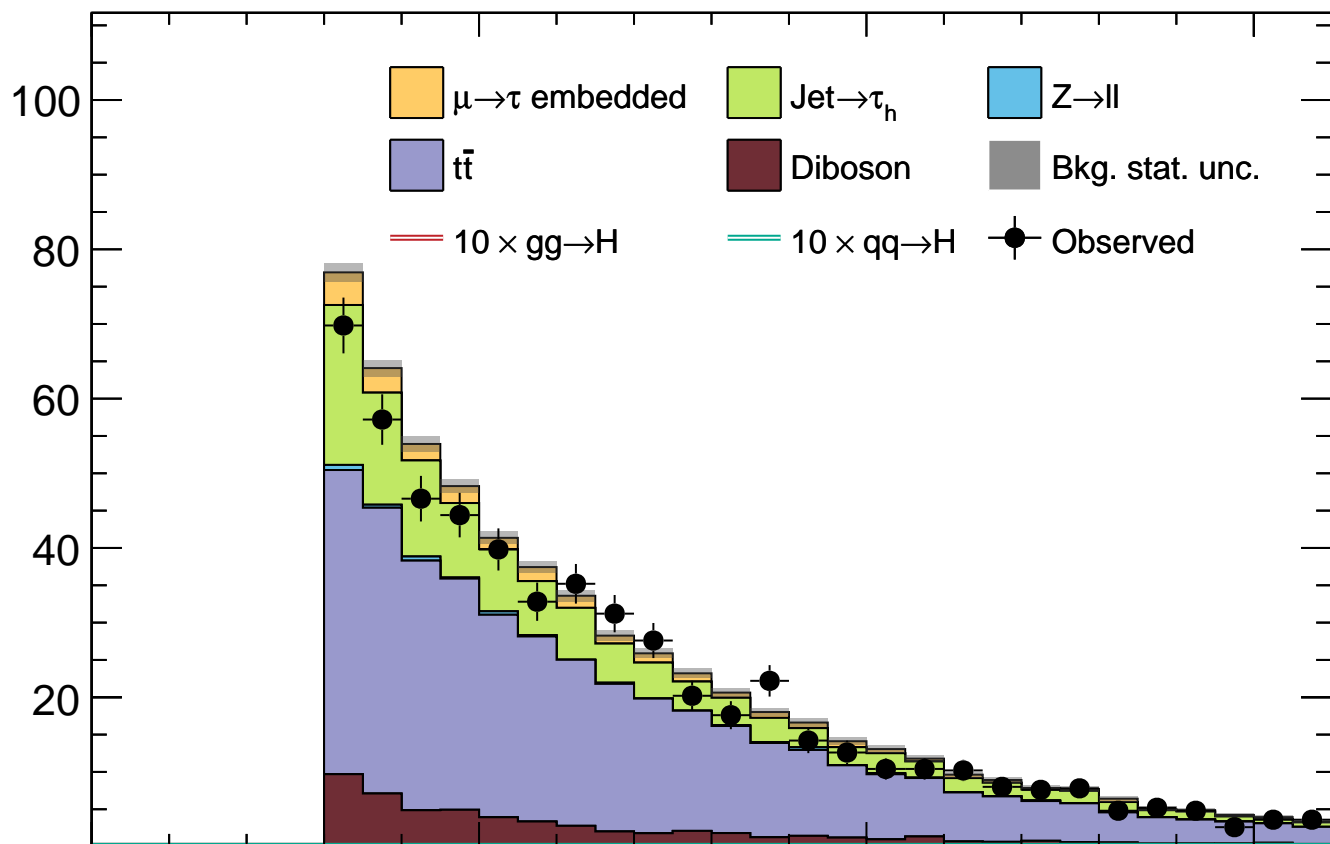 100
80
60
40
20
μ→τ embedded
Jet→τₕ
Z→ll
tt̄
Diboson
Bkg. stat. unc.
10 × gg→H
10 × qq→H
Observed